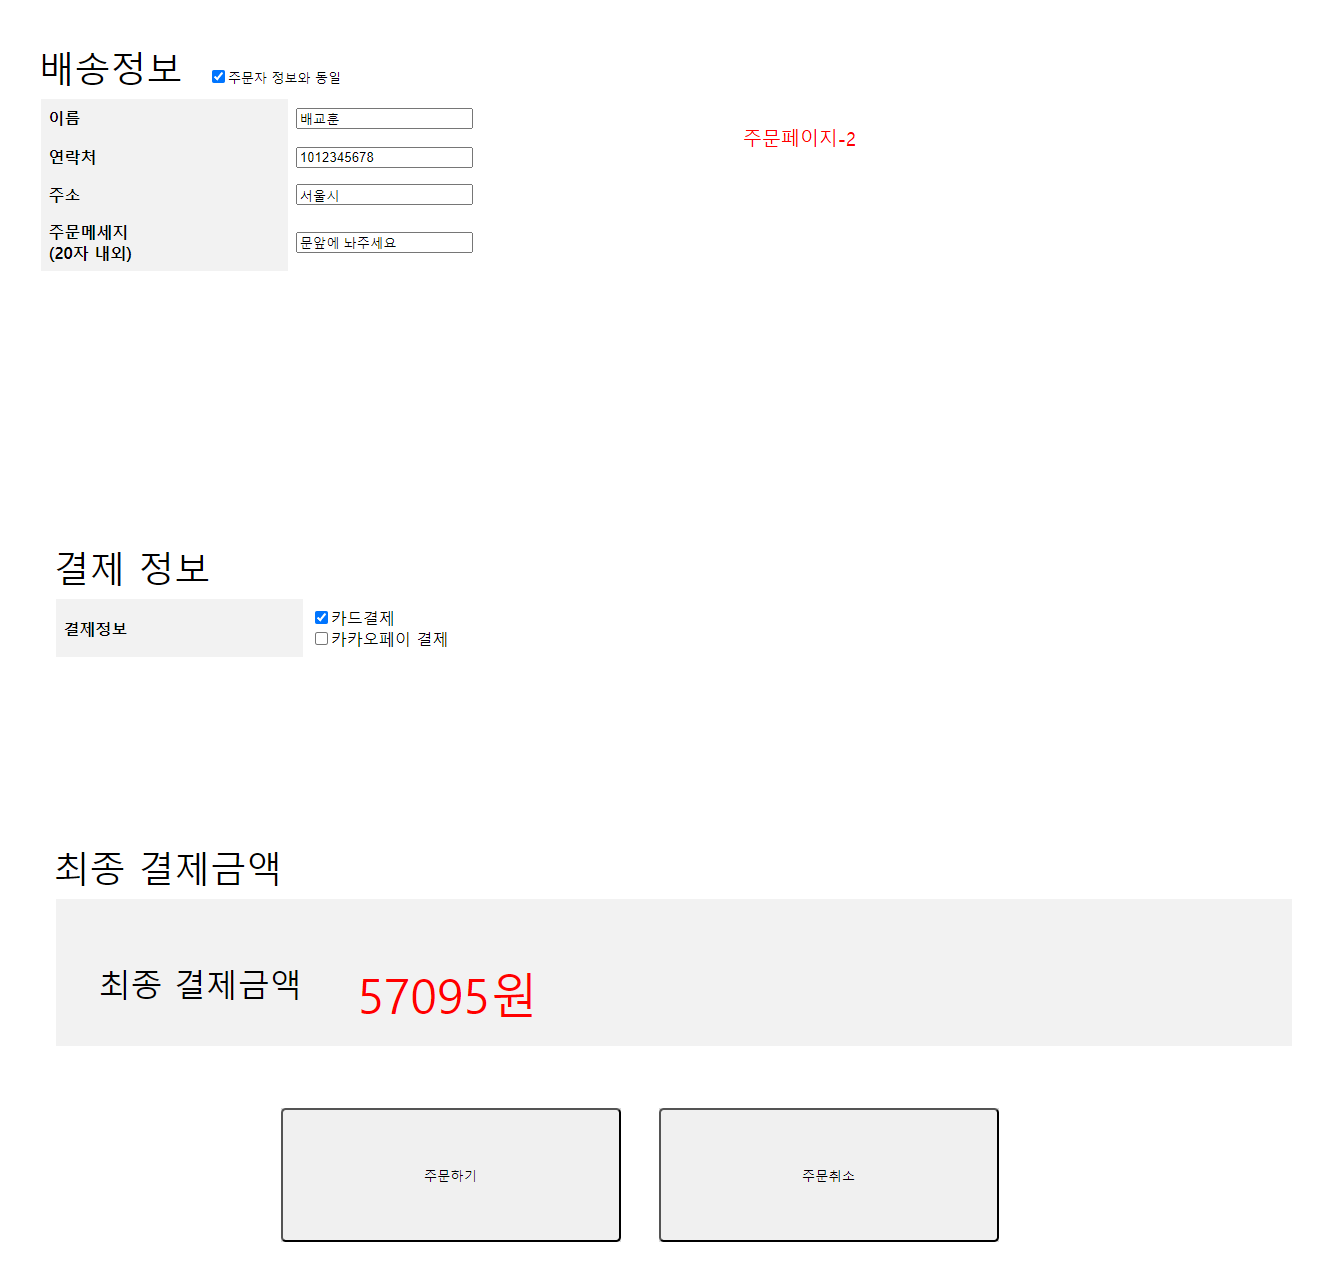 배송정보 주문자 정보와 동일
이름 배교훈
주문페이지-2
연락처 1012345678
주소 서울시
주문메세지
(20자 내외) 문앞에 놔주세요
결제 정보
결제정보 카드결제
카카오페이 결제
최종 결제금액
최종 결제금액 57095원
주문하기 주문취소